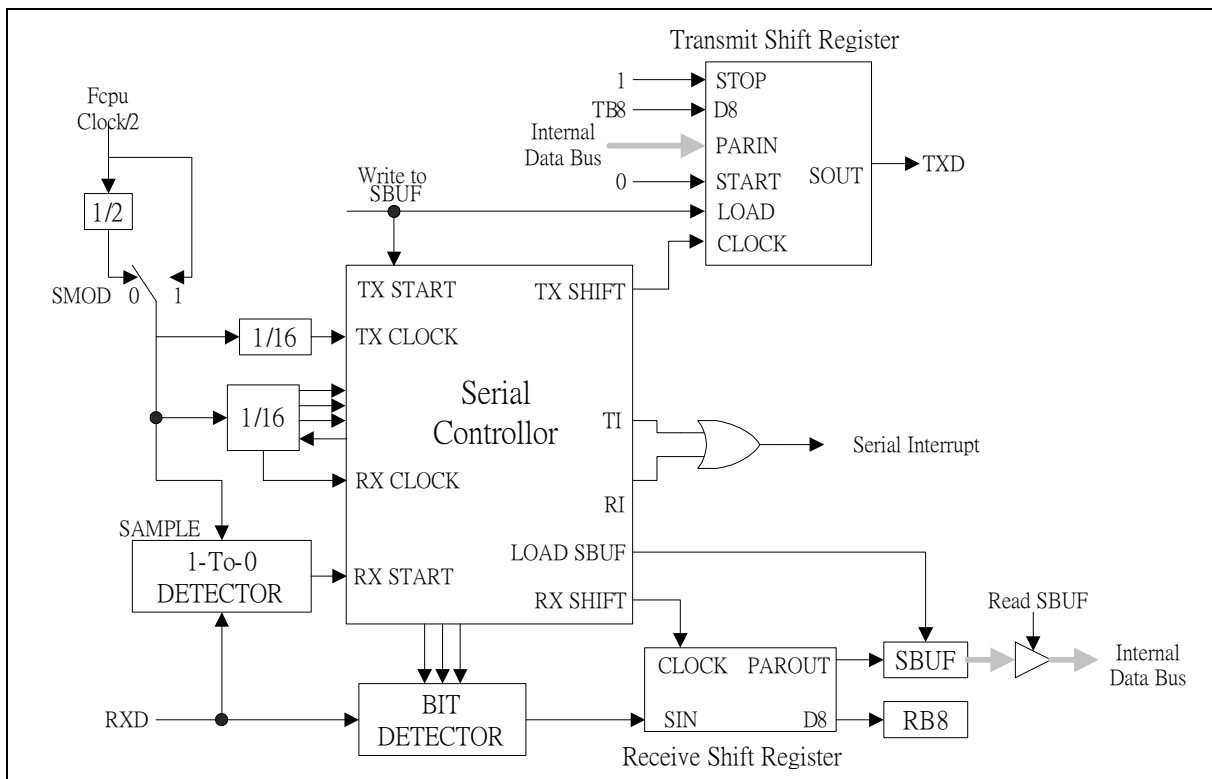 Transmit Shift Register
1
STOP
TB8
D8
Internal
Data Bus
PARIN
0
START
SOUT
TXD
LOAD
CLOCK
Fcpu
Clock/2
1/2
SMOD
0
1
Write to
SBUF
TX START
TX SHIFT
1/16
TX CLOCK
1/16
RX CLOCK
Serial
Controllor
TI
RI
Serial Interrupt
SAMPLE
1-To-0
DETECTOR
RX START
LOAD SBUF
RX SHIFT
Read SBUF
RXD
BIT
DETECTOR
CLOCK
PAROUT
SIN
D8
Receive Shift Register
SBUF
RB8
Internal
Data Bus